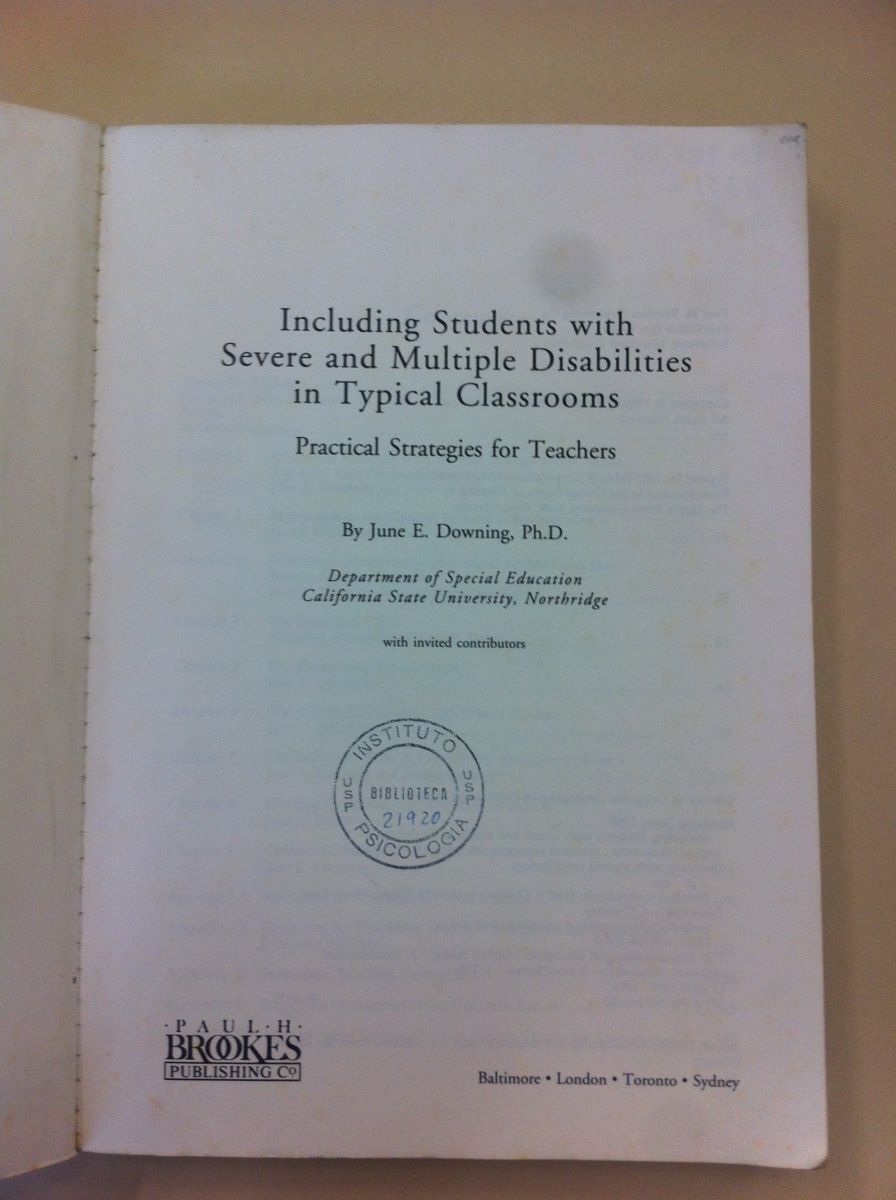 Including Students with
Severe and Multiple Disabilities
in Typical Classrooms
Practical Strategies for Teachers
By June E. Downing, Ph.D.
Department of Special Education
California State University, Northridge
with invited contributors
INSTITUTO
USP
BIBLIOTECA
USP
21920
PSICOLOGIA
·PAUL·H·
BROOKES
PUBLISHING Co
Baltimore • London • Toronto • Sydney